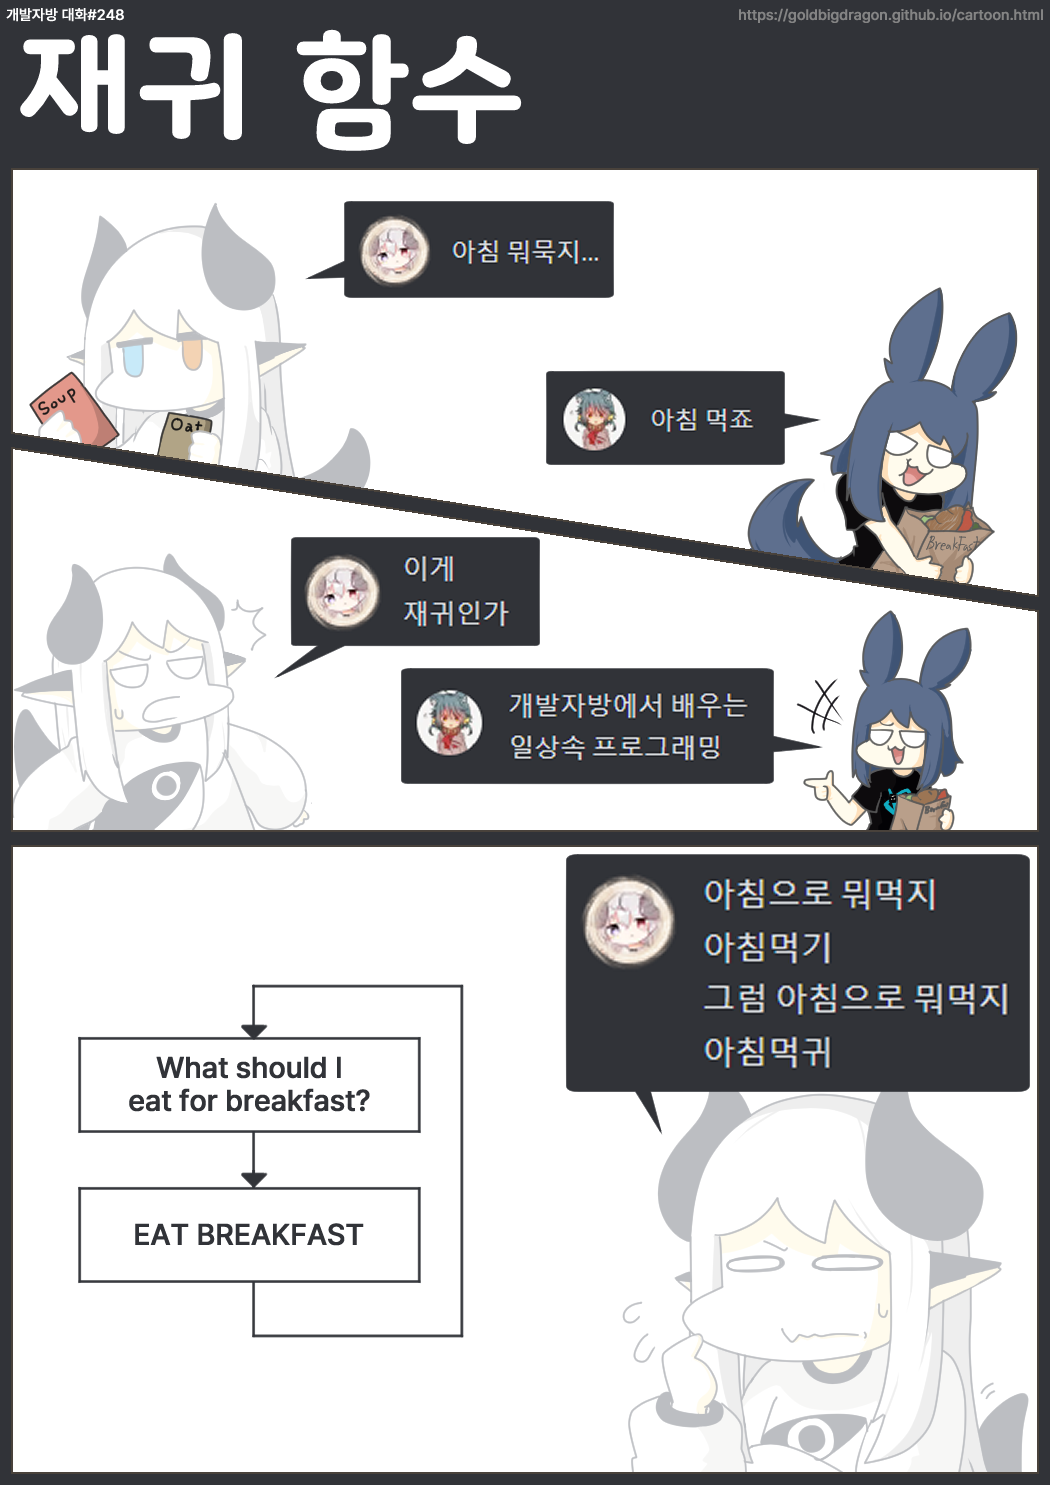 개발자방 대화#248
https://goldbigdragon.github.io/cartoon.html
재귀 함수
아침 뭐묵지...
Soup
Oat
아침 먹죠
Breakfast
이게
재귀인가
개발자방에서 배우는
일상속 프로그래밍
아침으로 뭐먹지
아침먹기
그럼 아침으로 뭐먹지
아침먹귀
What should I
eat for breakfast?
EAT BREAKFAST